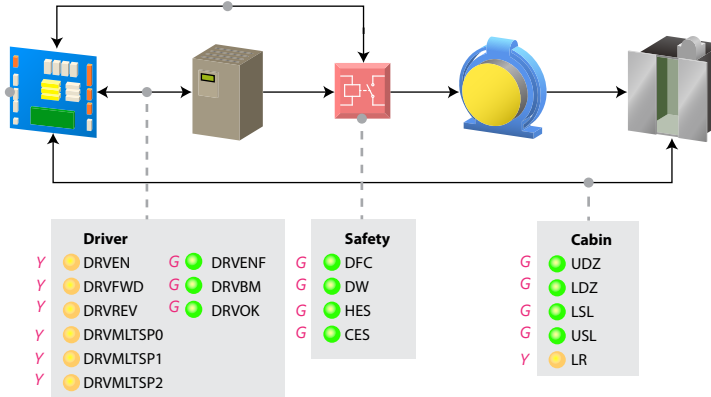 Driver
Y DRVEN
Y DRVFWD
Y DRVREV
Y DRVMLTSP0
Y DRVMLTSP1
Y DRVMLTSP2
G DRVENF
G DRVBM
G DRVOK
Safety
G DFC
G DW
G HES
G CES
Cabin
G UDZ
G LDZ
G LSL
G USL
Y LR